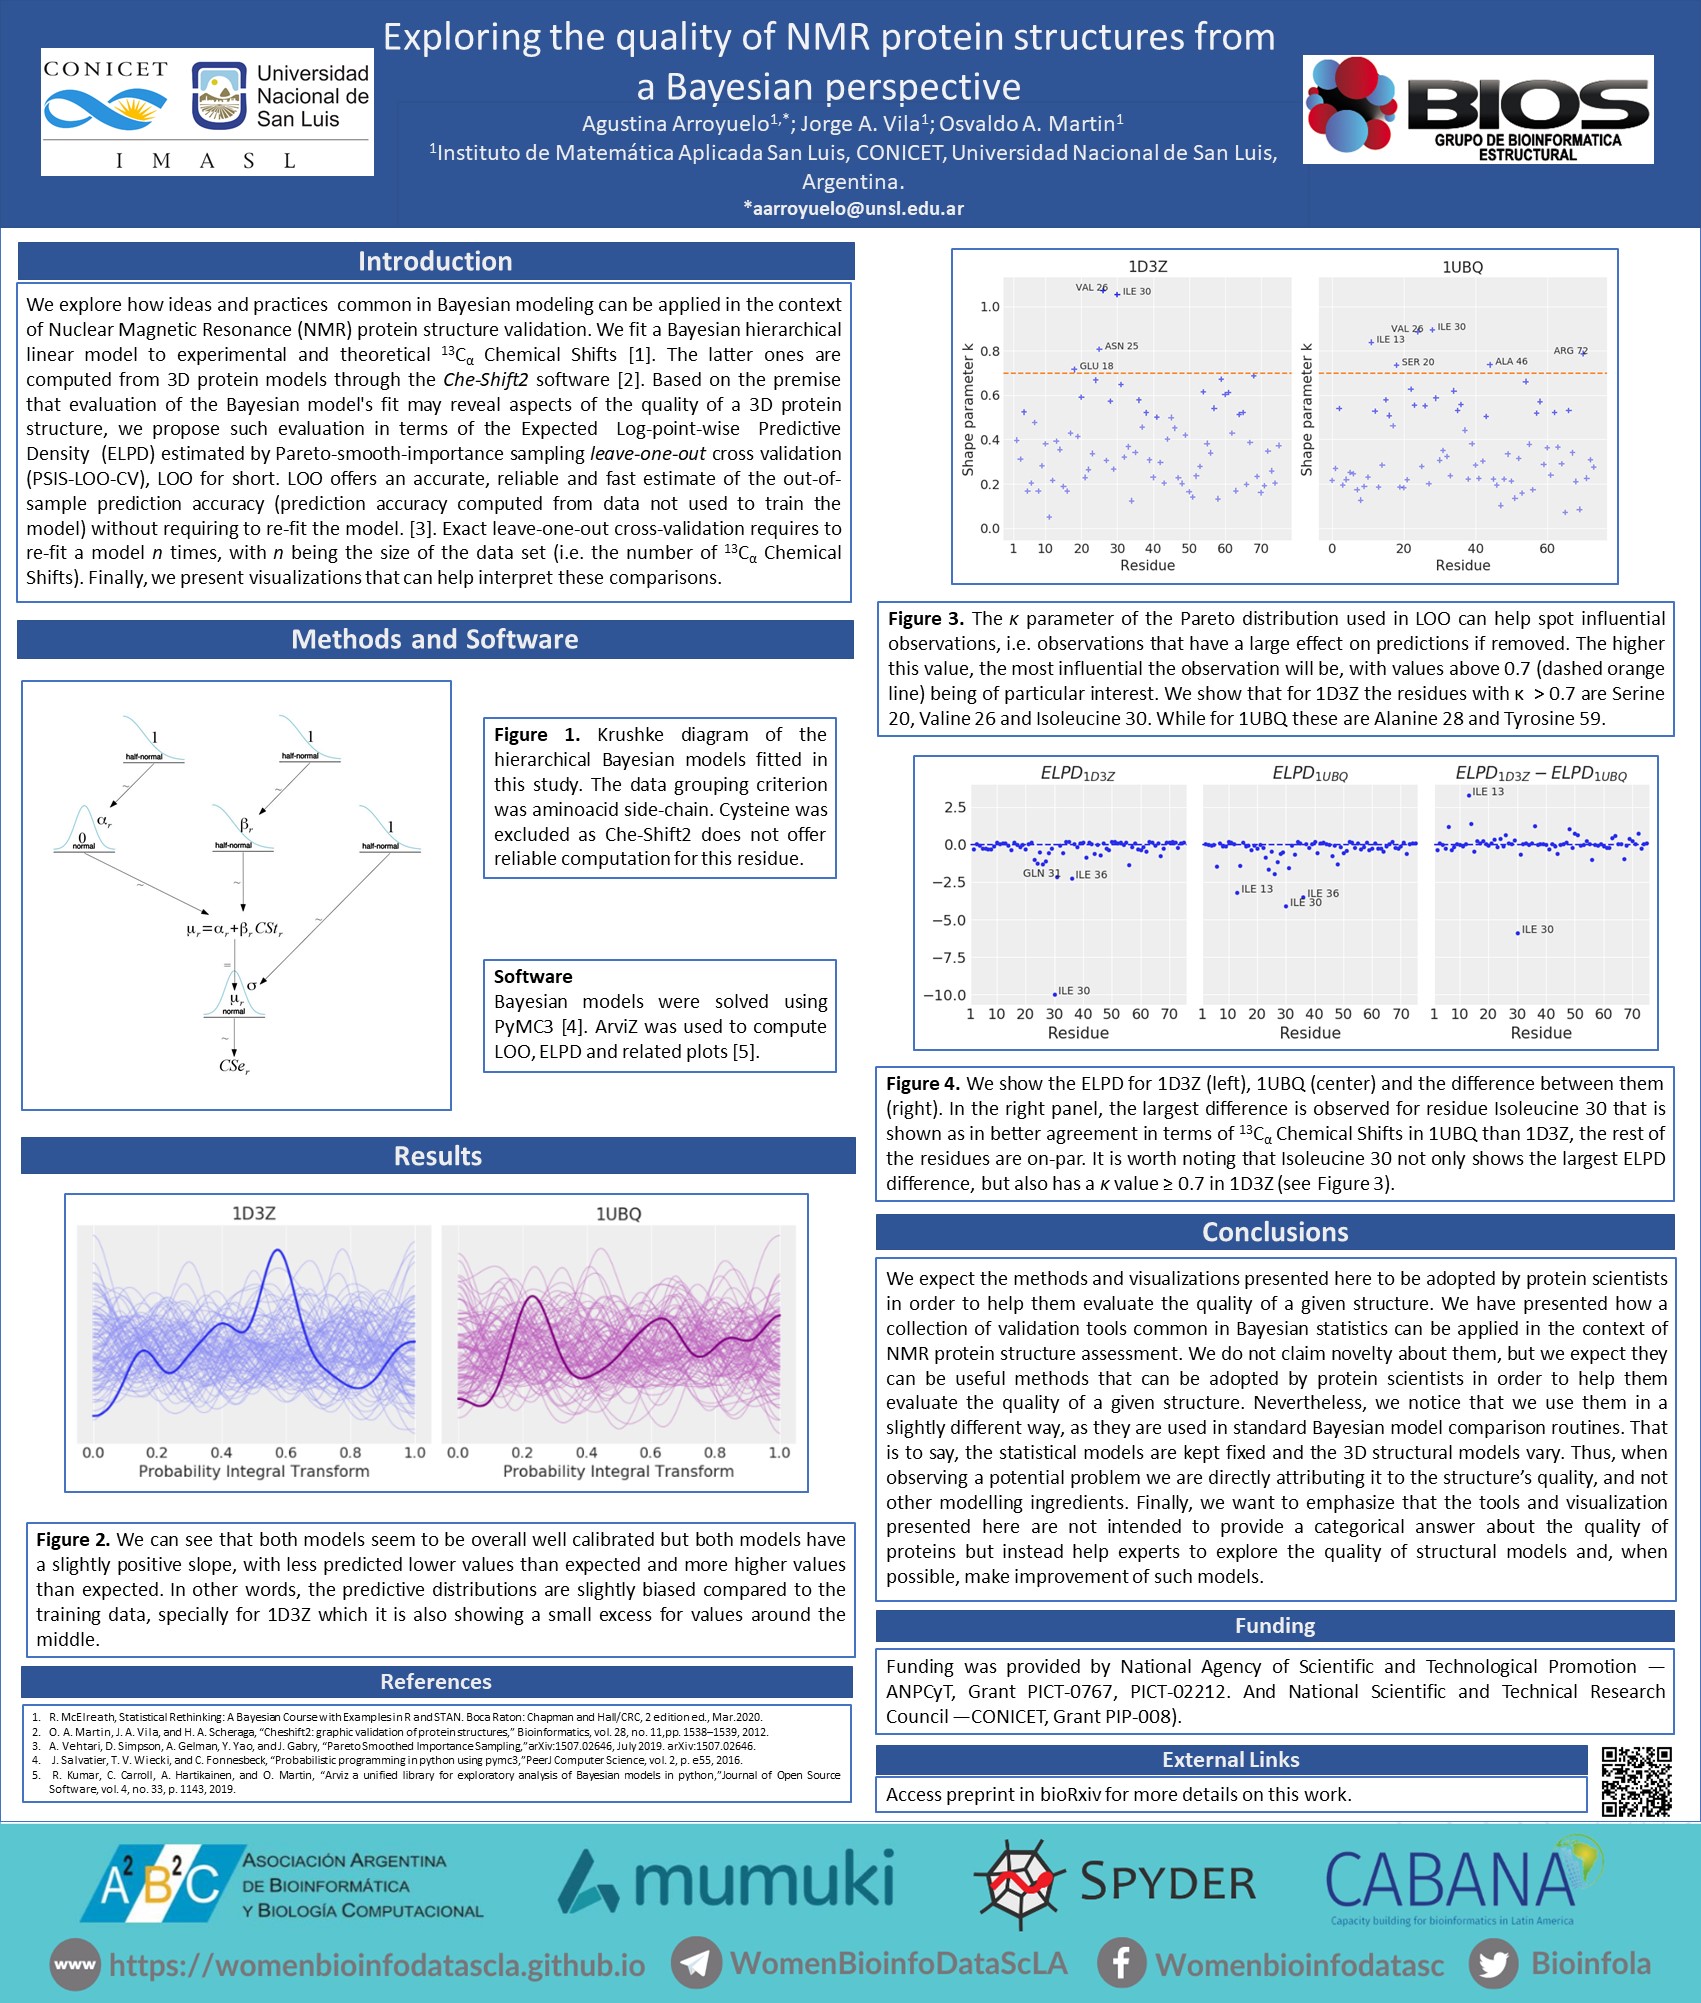 Exploring the quality of NMR protein structures from
a Bayesian perspective
Agustina Arroyuelo1,*; Jorge A. Vila1; Osvaldo A. Martin1
1Instituto de Matemática Aplicada San Luis, CONICET, Universidad Nacional de San Luis,
Argentina.
*aarroyuelo@unsl.edu.ar
CONICET
Universidad
Nacional de
San Luis
I M A S L
BIOS
GRUPO DE BIOINFORMATICA
ESTRUCTURAL
Introduction
We explore how ideas and practices common in Bayesian modeling can be applied in the context
of Nuclear Magnetic Resonance (NMR) protein structure validation. We fit a Bayesian hierarchical
linear model to experimental and theoretical 13Cα Chemical Shifts [1]. The latter ones are
computed from 3D protein models through the Che-Shift2 software [2]. Based on the premise
that evaluation of the Bayesian model's fit may reveal aspects of the quality of a 3D protein
structure, we propose such evaluation in terms of the Expected Log-point-wise Predictive
Density (ELPD) estimated by Pareto-smooth-importance sampling leave-one-out cross validation
(PSIS-LOO-CV), LOO for short. LOO offers an accurate, reliable and fast estimate of the out-of-
sample prediction accuracy (prediction accuracy computed from data not used to train the
model) without requiring to re-fit the model. [3]. Exact leave-one-out cross-validation requires to
re-fit a model n times, with n being the size of the data set (i.e. the number of 13Cα Chemical
Shifts). Finally, we present visualizations that can help interpret these comparisons.
Methods and Software
1
half-normal
1
half-normal
~
~
αr
0
normal
βr
half-normal
1
half-normal
~
~
~
μr=αr+βrCStr
=
σ
μr
normal
~
CSer
Figure 1. Krushke diagram of the
hierarchical Bayesian models fitted in
this study. The data grouping criterion
was aminoacid side-chain. Cysteine was
excluded as Che-Shift2 does not offer
reliable computation for this residue.
Software
Bayesian models were solved using
PyMC3 [4]. ArviZ was used to compute
LOO, ELPD and related plots [5].
Results
1D3Z
1UBQ
0.0 0.2 0.4 0.6 0.8 1.0
0.0 0.2 0.4 0.6 0.8 1.0
Probability Integral Transform
Probability Integral Transform
Figure 2. We can see that both models seem to be overall well calibrated but both models have
a slightly positive slope, with less predicted lower values than expected and more higher values
than expected. In other words, the predictive distributions are slightly biased compared to the
training data, specially for 1D3Z which it is also showing a small excess for values around the
middle.
References
1. R. McElreath, Statistical Rethinking: A Bayesian Course with Examples in R and STAN. Boca Raton: Chapman and Hall/CRC, 2 edition ed., Mar.2020.
2. O. A. Martin, J. A. Vila, and H. A. Scheraga, “Cheshift2: graphic validation of protein structures,” Bioinformatics, vol. 28, no. 11,pp. 1538–1539, 2012.
3. A. Vehtari, D. Simpson, A. Gelman, Y. Yao, and J. Gabry, “Pareto Smoothed Importance Sampling,”arXiv:1507.02646, July 2019. arXiv:1507.02646.
4. J. Salvatier, T. V. Wiecki, and C. Fonnesbeck, “Probabilistic programming in python using pymc3,”PeerJ Computer Science, vol. 2, p. e55, 2016.
5. R. Kumar, C. Carroll, A. Hartikainen, and O. Martin, “Arviz a unified library for exploratory analysis of Bayesian models in python,”Journal of Open Source
Software, vol. 4, no. 33, p. 1143, 2019.
1D3Z
1UBQ
Shape parameter k
1.0
0.8
0.6
0.4
0.2
0.0
VAL 26
ILE 30
ASN 25
GLU 18
1 10 20 30 40 50 60 70
Residue
Shape parameter k
VAL 26
ILE 30
ILE 13
ARG 72
SER 20
ALA 46
0 20 40 60
Residue
Figure 3. The κ parameter of the Pareto distribution used in LOO can help spot influential
observations, i.e. observations that have a large effect on predictions if removed. The higher
this value, the most influential the observation will be, with values above 0.7 (dashed orange
line) being of particular interest. We show that for 1D3Z the residues with κ > 0.7 are Serine
20, Valine 26 and Isoleucine 30. While for 1UBQ these are Alanine 28 and Tyrosine 59.
ELPD1D3Z
ELPD1UBQ
ELPD1D3Z − ELPD1UBQ
2.5
0.0
−2.5
−5.0
−7.5
−10.0
GLN 31
ILE 36
ILE 30
ILE 13
ILE 36
ILE 30
ILE 13
ILE 30
1 10 20 30 40 50 60 70
1 10 20 30 40 50 60 70
1 10 20 30 40 50 60 70
Residue
Residue
Residue
Figure 4. We show the ELPD for 1D3Z (left), 1UBQ (center) and the difference between them
(right). In the right panel, the largest difference is observed for residue Isoleucine 30 that is
shown as in better agreement in terms of 13Cα Chemical Shifts in 1UBQ than 1D3Z, the rest of
the residues are on-par. It is worth noting that Isoleucine 30 not only shows the largest ELPD
difference, but also has a κ value ≥ 0.7 in 1D3Z (see Figure 3).
Conclusions
We expect the methods and visualizations presented here to be adopted by protein scientists
in order to help them evaluate the quality of a given structure. We have presented how a
collection of validation tools common in Bayesian statistics can be applied in the context of
NMR protein structure assessment. We do not claim novelty about them, but we expect they
can be useful methods that can be adopted by protein scientists in order to help them
evaluate the quality of a given structure. Nevertheless, we notice that we use them in a
slightly different way, as they are used in standard Bayesian model comparison routines. That
is to say, the statistical models are kept fixed and the 3D structural models vary. Thus, when
observing a potential problem we are directly attributing it to the structure’s quality, and not
other modelling ingredients. Finally, we want to emphasize that the tools and visualization
presented here are not intended to provide a categorical answer about the quality of
proteins but instead help experts to explore the quality of structural models and, when
possible, make improvement of such models.
Funding
Funding was provided by National Agency of Scientific and Technological Promotion —
ANPCyT, Grant PICT-0767, PICT-02212. And National Scientific and Technical Research
Council —CONICET, Grant PIP-008).
External Links
Access preprint in bioRxiv for more details on this work.
A2B2C
ASOCIACIÓN ARGENTINA
DE BIOINFORMÁTICA
Y BIOLOGÍA COMPUTACIONAL
mumuki
SPYDER
CABANA
Capacity building for bioinformatics in Latin America
www https://womenbioinfodatascla.github.io
WomenBioinfoDataScLA
Womenbioinfodatasc
Bioinfola